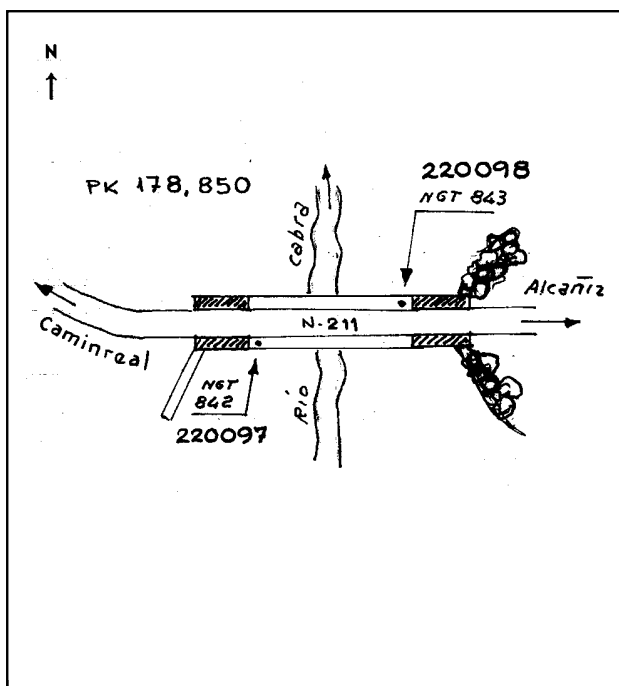 N
PK 178,850
220098
NGT 843
Cabra
Alcañiz
N-211
Caminreal
NGT
842
Río
220097